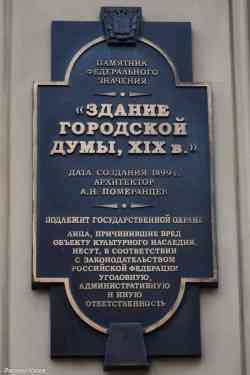 ПАМЯТНИК
ФЕДЕРАЛЬНОГО
ЗНАЧЕНИЯ
«ЗДАНИЕ
ГОРОДСКОЙ
ДУМЫ, XIX в.»
ДАТА СОЗДАНИЯ 1899 г.
АРХИТЕКТОР
А.Н. ПОМЕРАНЦЕВ
ПОДЛЕЖИТ ГОСУДАРСТВЕННОЙ ОХРАНЕ
ЛИЦА, ПРИЧИНИВШИЕ ВРЕД
ОБЪЕКТУ КУЛЬТУРНОГО НАСЛЕДИЯ,
НЕСУТ, В СООТВЕТСТВИИ
С ЗАКОНОДАТЕЛЬСТВОМ
РОССИЙСКОЙ ФЕДЕРАЦИИ
УГОЛОВНУЮ,
АДМИНИСТРАТИВНУЮ
И ИНУЮ
ОТВЕТСТВЕННОСТЬ